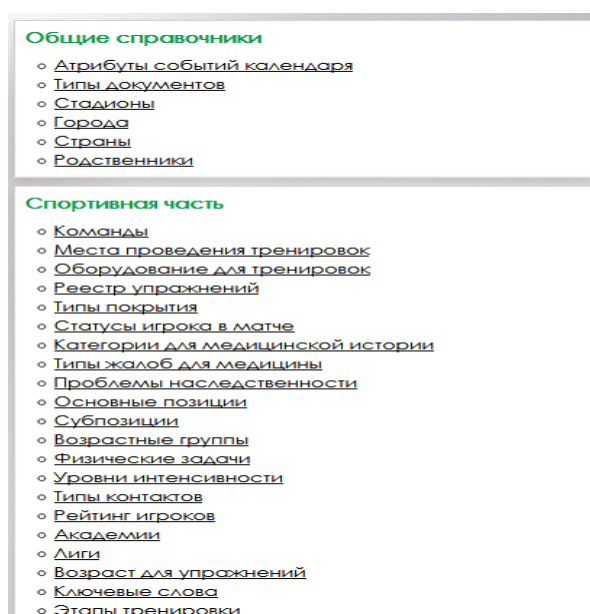 Общие справочники
Атрибуты событий календаря
Типы документов
Стадионы
Города
Страны
Родственники
Спортивная часть
Команды
Места проведения тренировок
Оборудование для тренировок
Реестр упражнений
Типы покрытия
Статусы игрока в матче
Категории для медицинской истории
Типы жалоб для медицины
Проблемы наследственности
Основные позиции
Субпозиции
Возрастные группы
Физические задачи
Уровни интенсивности
Типы контактов
Рейтинг игроков
Академии
Лиги
Возраст для упражнений
Ключевые слова
Этапы тренировки